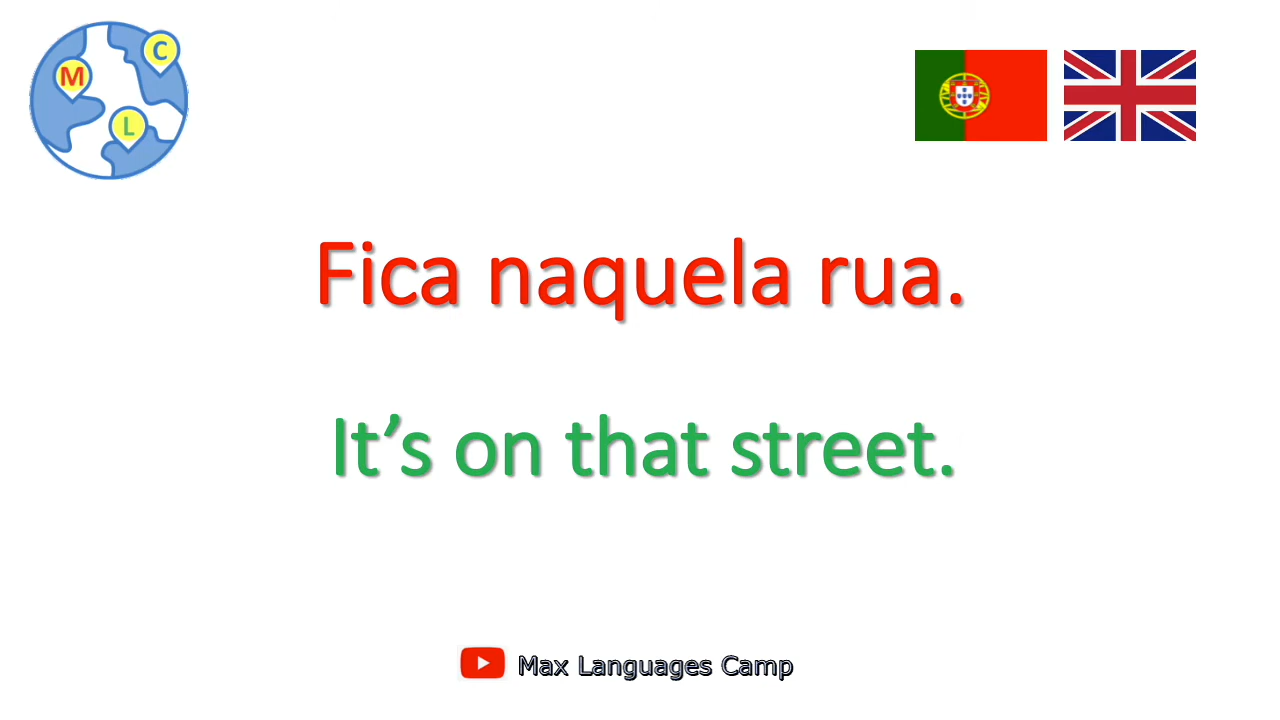 C
M
L
Fica naquela rua.
It's on that street.
Max Languages Camp